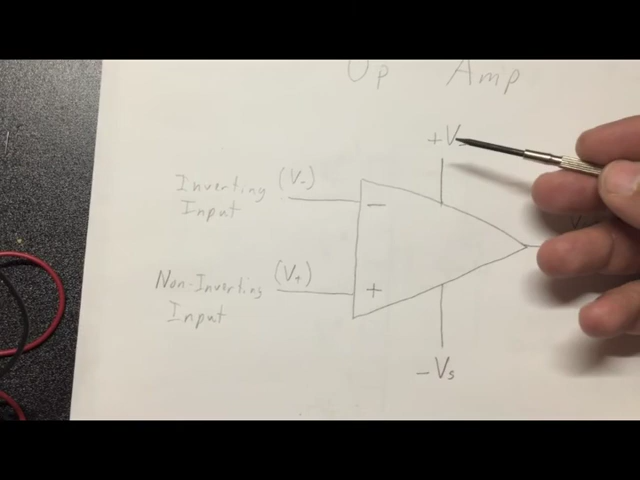 Op Amp
+Vs
Inverting (V-)
Input
−
Non-Inverting (V+)
Input
+
-Vs